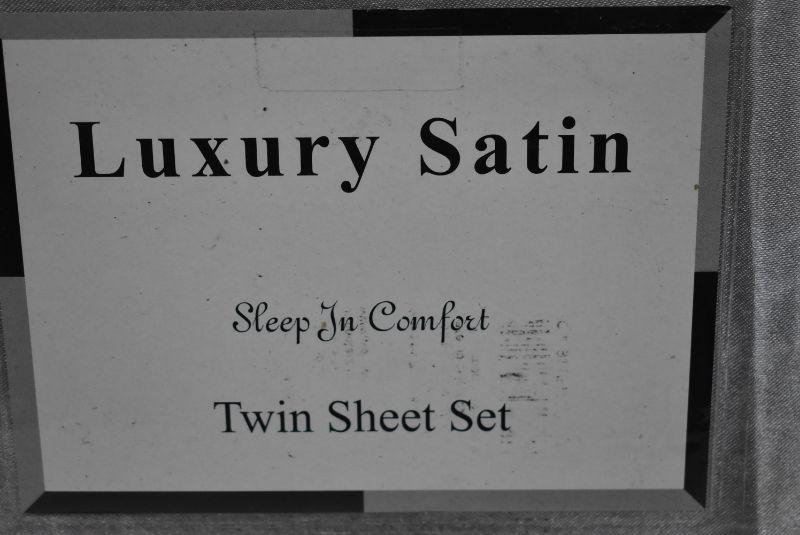 Luxury Satin
Sleep In Comfort
Twin Sheet Set